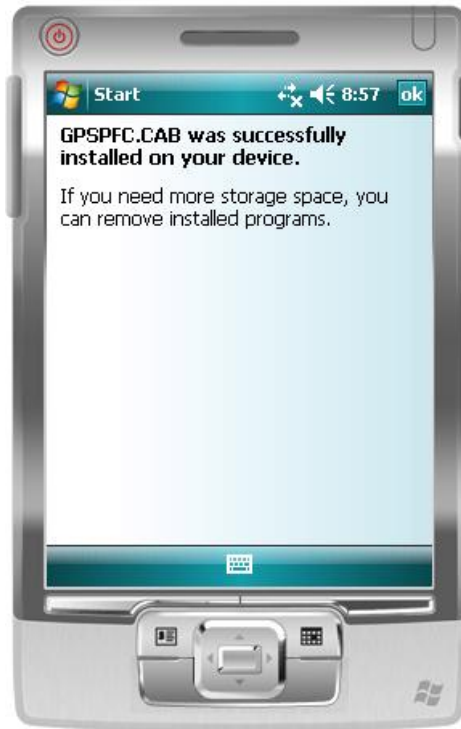 Start 8:57 ok
GPSPFC.CAB was successfully
installed on your device.
If you need more storage space, you
can remove installed programs.